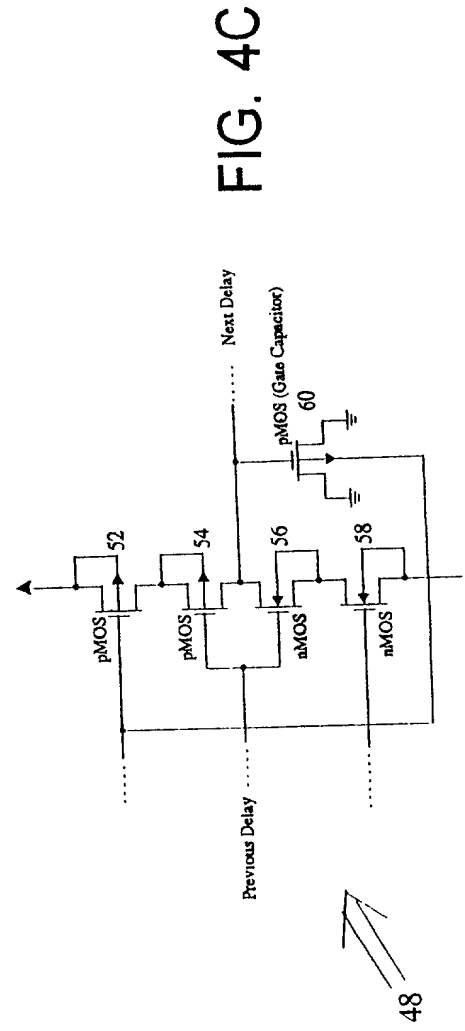 FIG. 4C
pMOS
52
pMOS
54
Next Delay
Previous Delay
nMOS
56
pMOS (Gate Capacitor)
60
nMOS
58
48